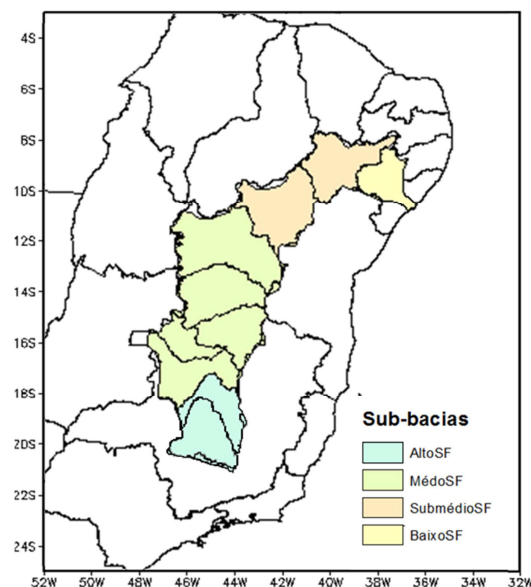 4S
6S
8S
10S
12S
14S
16S
18S
20S
22S
24S
52W 50W 48W 46W 44W 42W 40W 38W 36W 34W 32W
Sub-bacias
AltoSF
MédoSF
SubmédioSF
BaixoSF